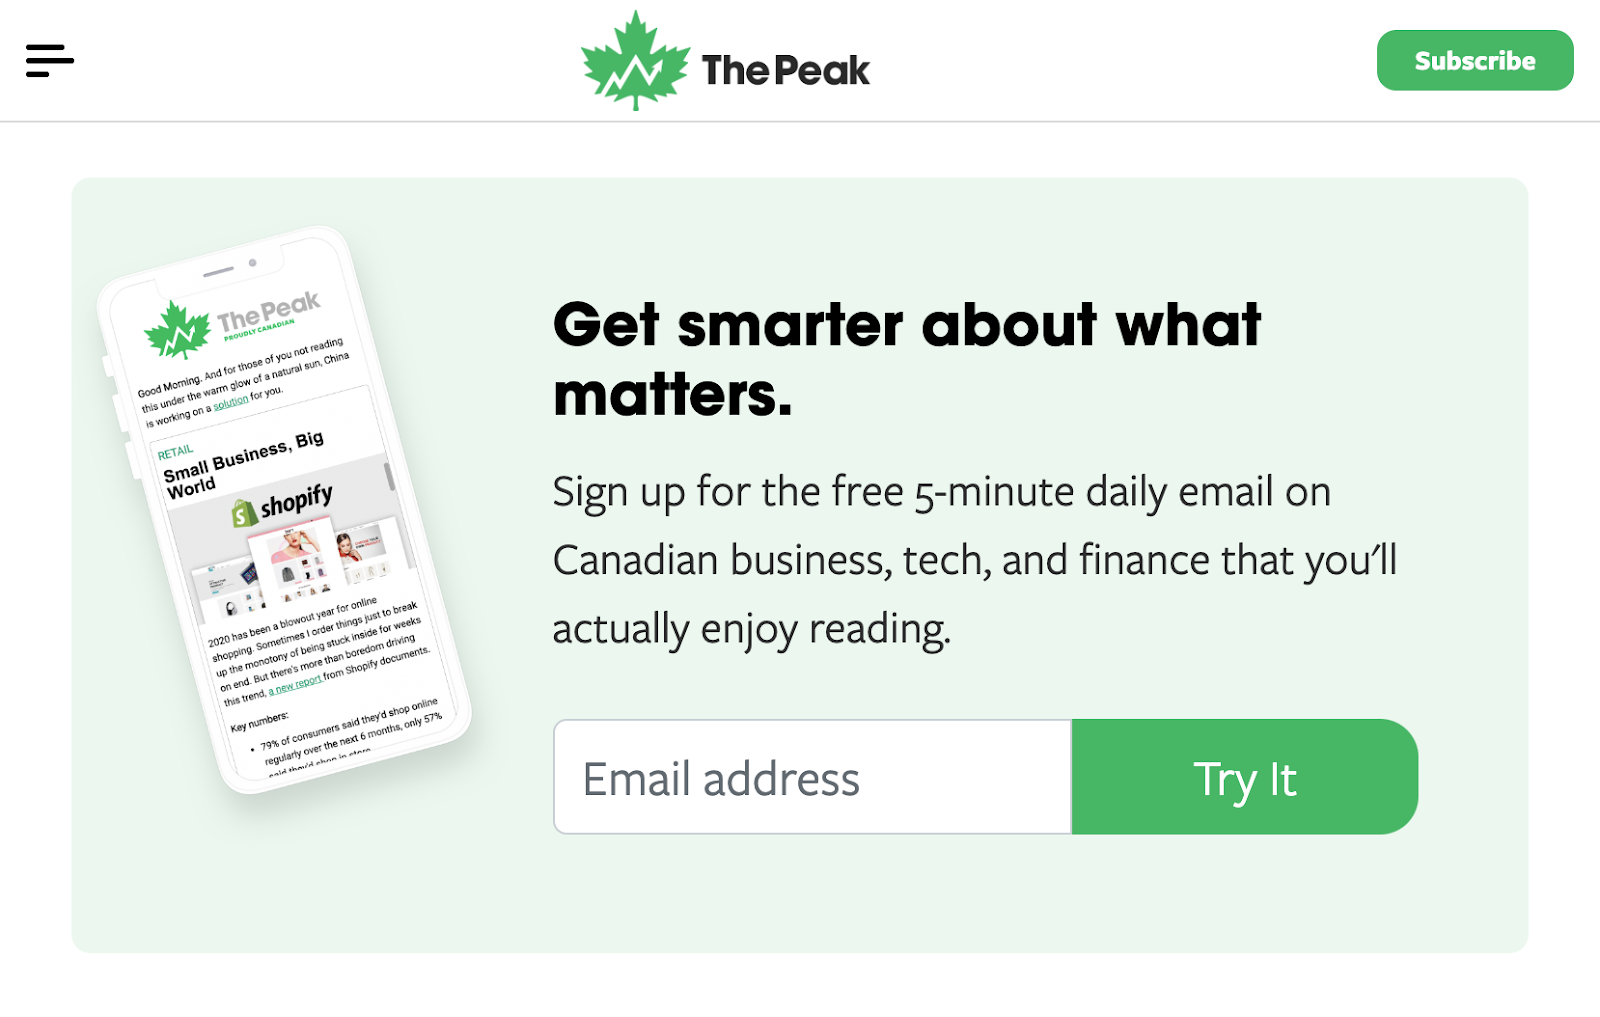 The Peak
Subscribe
The Peak
PROUDLY CANADIAN
Good Morning. And for those of you not reading
this under the warm glow of a natural sun, China
is working on a solution for you.
RETAIL
Small Business, Big
World
shopify
2020 has been a blowout year for online
shopping. Sometimes I order things just to break
up the monotony of being stuck inside for weeks
on end. But there's more than boredom driving
this trend, a new report from Shopify documents.
Key numbers:
• 79% of consumers said they'd shop online
regularly over the next 6 months, only 57%
said they'd shop in store
Get smarter about what
matters.
Sign up for the free 5-minute daily email on
Canadian business, tech, and finance that you'll
actually enjoy reading.
Email address
Try It